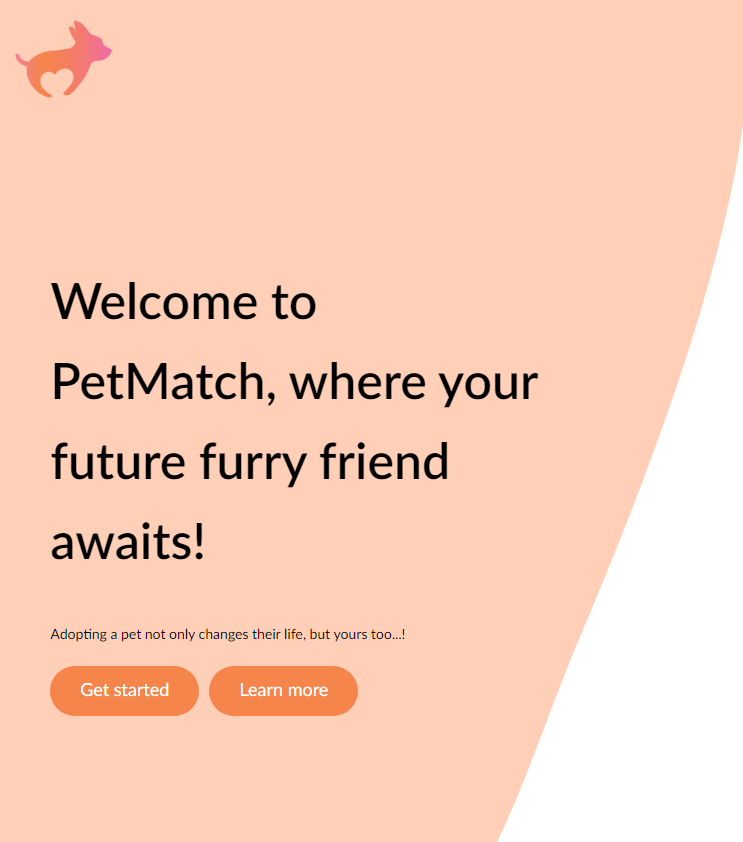 Welcome to
PetMatch, where your
future furry friend
awaits!
Adopting a pet not only changes their life, but yours too...!
Get started
Learn more